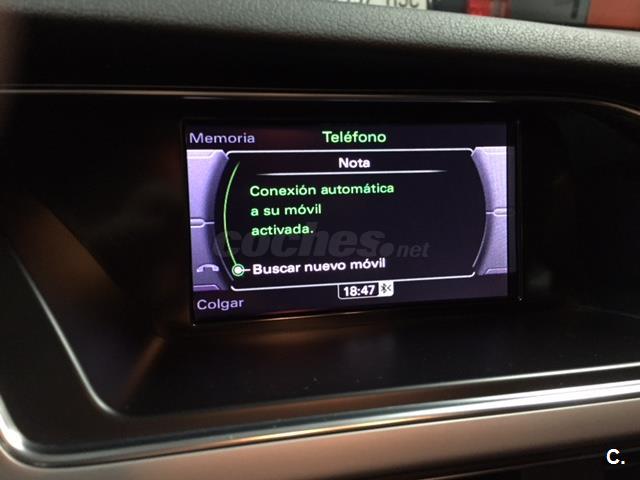 Memoria
Teléfono
Nota
Conexión automática
a su móvil
activada.
coches.net
Buscar nuevo móvil
18:47
Colgar
C.